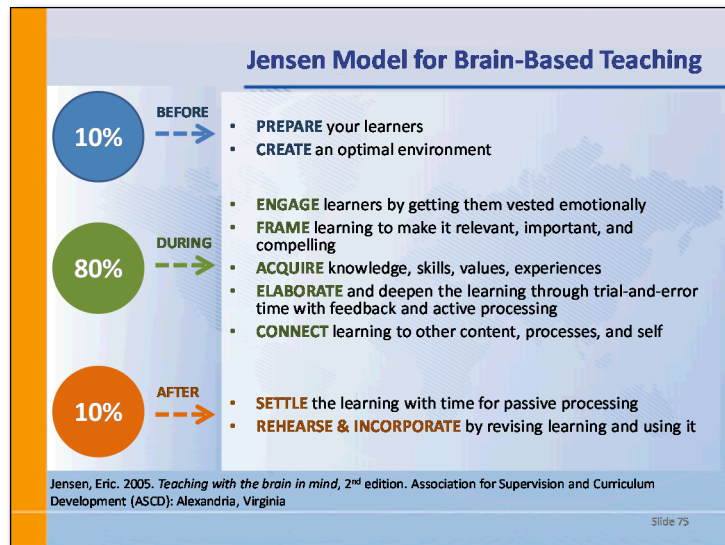 Jensen Model for Brain-Based Teaching
10%
BEFORE
• PREPARE your learners
• CREATE an optimal environment
80%
DURING
• ENGAGE learners by getting them vested emotionally
• FRAME learning to make it relevant, important, and
compelling
• ACQUIRE knowledge, skills, values, experiences
• ELABORATE and deepen the learning through trial-and-error
time with feedback and active processing
• CONNECT learning to other content, processes, and self
10%
AFTER
• SETTLE the learning with time for passive processing
• REHEARSE & INCORPORATE by revising learning and using it
Jensen, Eric. 2005. Teaching with the brain in mind, 2nd edition. Association for Supervision and Curriculum
Development (ASCD): Alexandria, Virginia
Slide 75